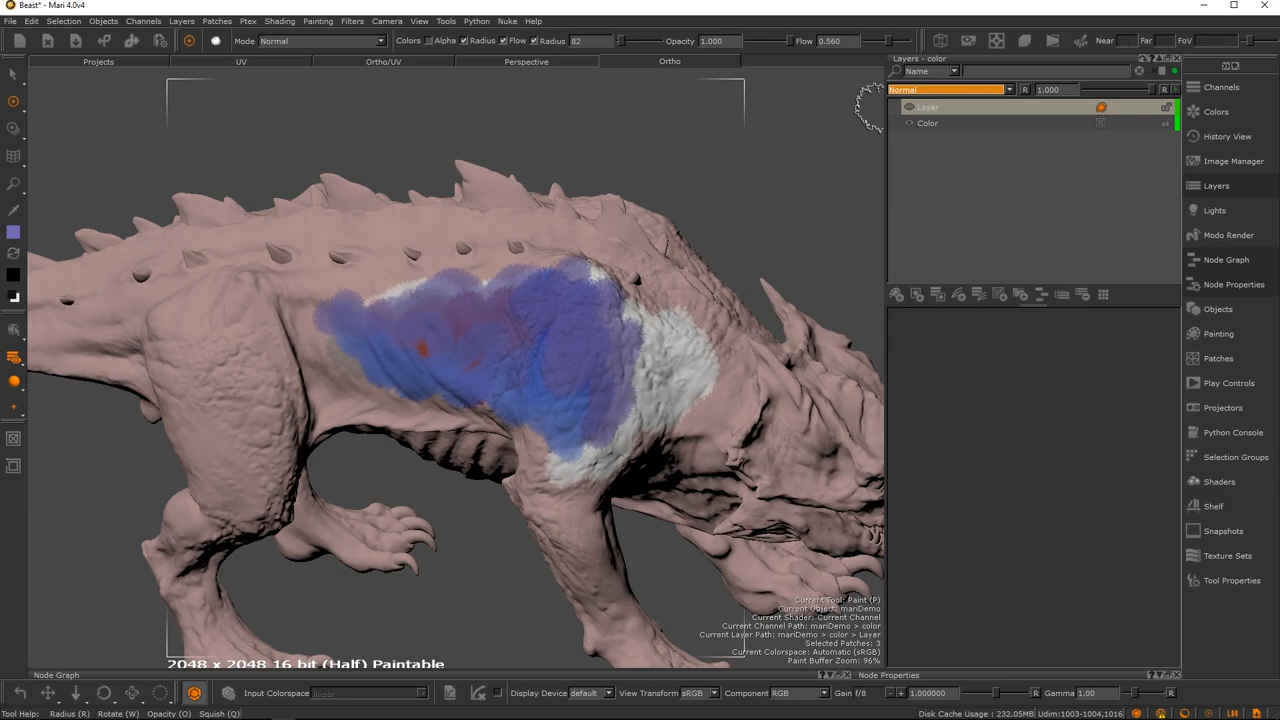 Beast* - Mari 4.0v4
File Edit Selection Objects Channels Layers Patches Ptex Shading Painting Filters Camera View Tools Python Nuke Help
Mode Normal Colors Alpha Radius Flow Radius 82 Opacity 1.000 Flow 0.560 Near Far FoV
Projects UV Ortho/UV Perspective Ortho
Layers - color
Name
Normal R 1.000 R
Layer
Color
Channels
Colors
History View
Image Manager
Layers
Lights
Modo Render
Node Graph
Node Properties
Objects
Painting
Patches
Play Controls
Projectors
Python Console
Selection Groups
Shaders
Shelf
Snapshots
Texture Sets
Tool Properties
Current Tool: Paint (P)
Current Object: mariDemo
Current Shader: Current Channel
Current Channel Path: mariDemo > color
Current Layer Path: mariDemo > color > Layer
Selected Patches: 3
Current Colorspace: Automatic (sRGB)
Paint Buffer Zoom: 96%
2048 x 2048 16 bit (Half) Paintable
Node Graph Node Properties
Input Colorspace linear Display Device default View Transform sRGB Component RGB Gain f/8 - + 1.000000 R Gamma 1.00 R
Tool Help: Radius (R) Rotate (W) Opacity (O) Squish (Q) Disk Cache Usage : 232.05MB Udim:1003-1004,1016